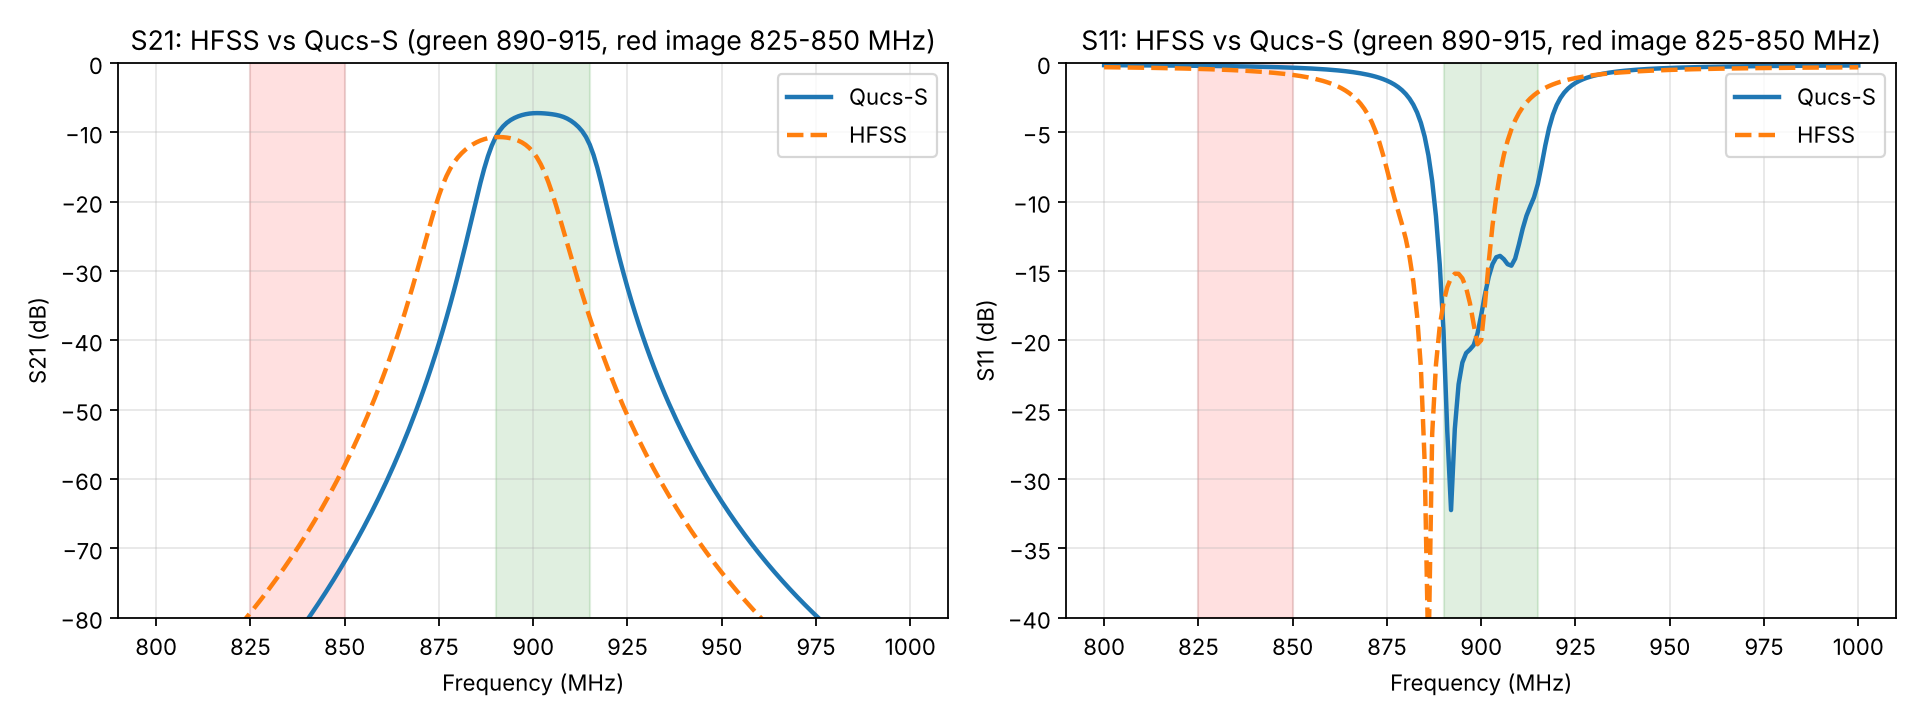 S21: HFSS vs Qucs-S (green 890-915, red image 825-850 MHz)
0
−10
−20
−30
−40
−50
−60
−70
−80
S21 (dB)
Qucs-S
HFSS
800 825 850 875 900 925 950 975 1000
Frequency (MHz)
S11: HFSS vs Qucs-S (green 890-915, red image 825-850 MHz)
0
−5
−10
−15
−20
−25
−30
−35
−40
S11 (dB)
Qucs-S
HFSS
800 825 850 875 900 925 950 975 1000
Frequency (MHz)